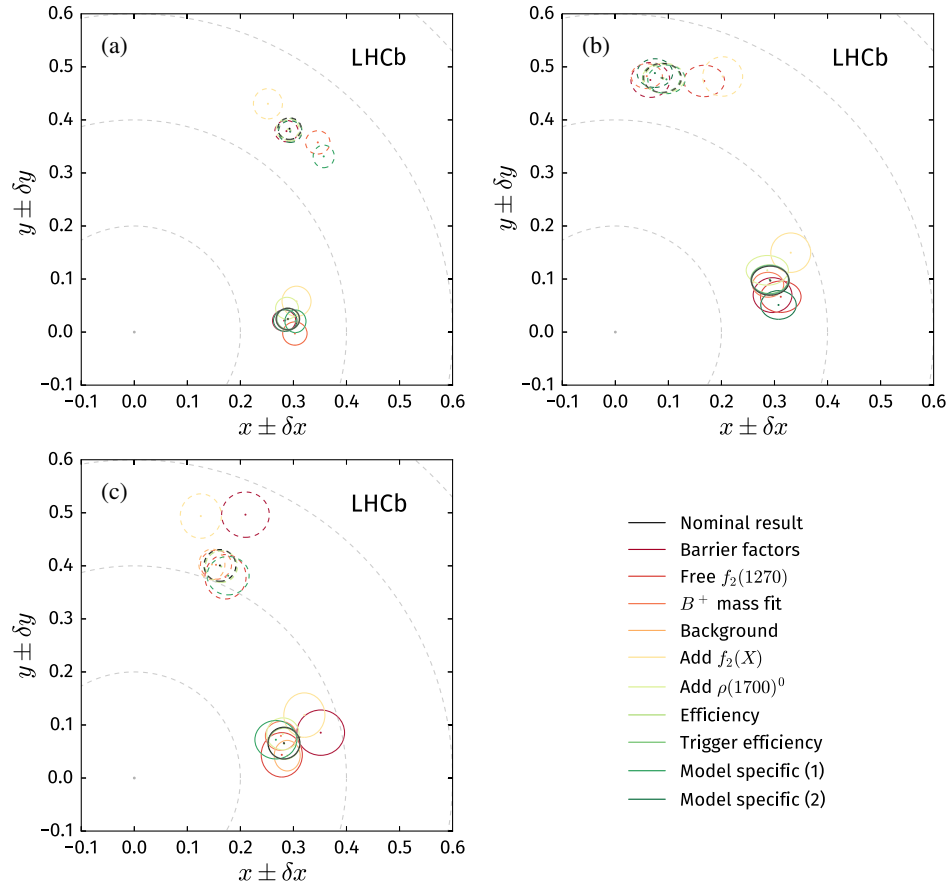 (a)
LHCb
0.6
0.5
0.4
0.3
0.2
0.1
0.0
−0.1
y ± δy
−0.1 0.0 0.1 0.2 0.3 0.4 0.5 0.6
x ± δx
(b)
LHCb
0.6
0.5
0.4
0.3
0.2
0.1
0.0
−0.1
y ± δy
−0.1 0.0 0.1 0.2 0.3 0.4 0.5 0.6
x ± δx
(c)
LHCb
0.6
0.5
0.4
0.3
0.2
0.1
0.0
−0.1
y ± δy
−0.1 0.0 0.1 0.2 0.3 0.4 0.5 0.6
x ± δx
Nominal result
Barrier factors
Free f₂(1270)
B⁺ mass fit
Background
Add f₂(X)
Add ρ(1700)⁰
Efficiency
Trigger efficiency
Model specific (1)
Model specific (2)